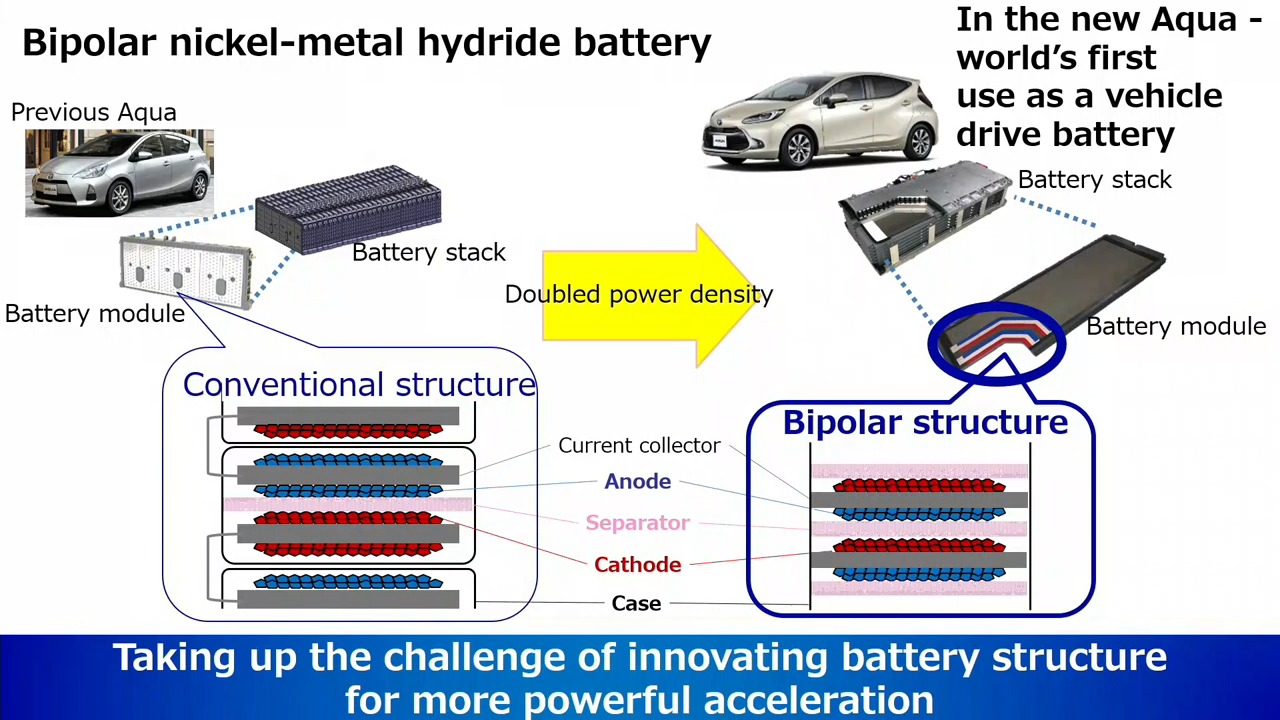 Bipolar nickel-metal hydride battery
In the new Aqua -
world’s first
use as a vehicle
drive battery
Previous Aqua
Battery stack
Battery module
Doubled power density
Battery stack
Battery module
Conventional structure
Bipolar structure
Current collector
Anode
Separator
Cathode
Case
Taking up the challenge of innovating battery structure
for more powerful acceleration